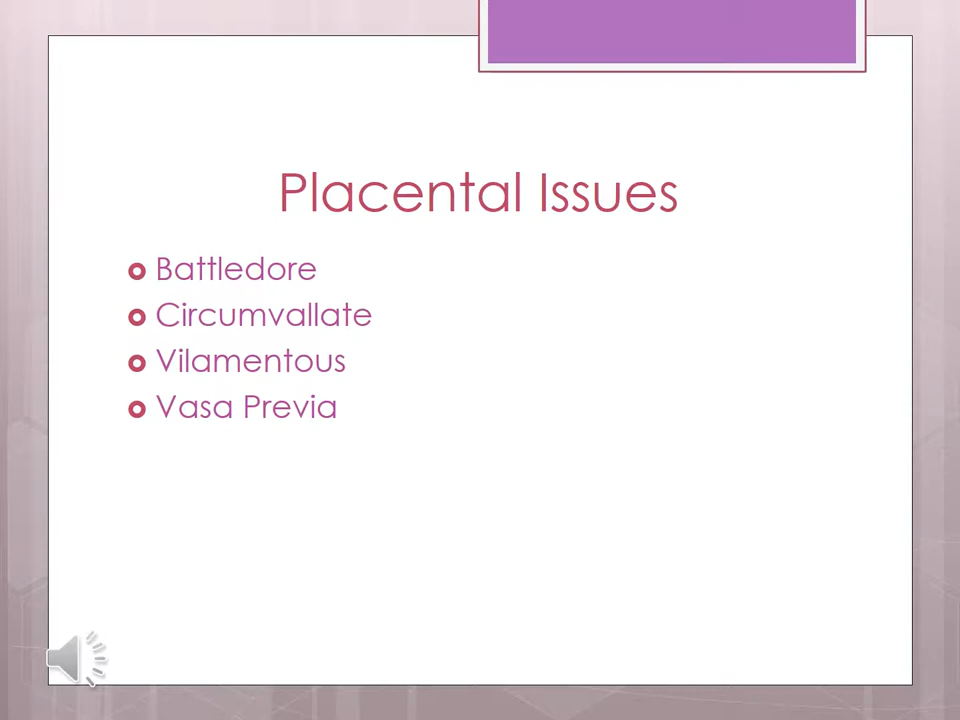 Placental Issues
Battledore
Circumvallate
Vilamentous
Vasa Previa